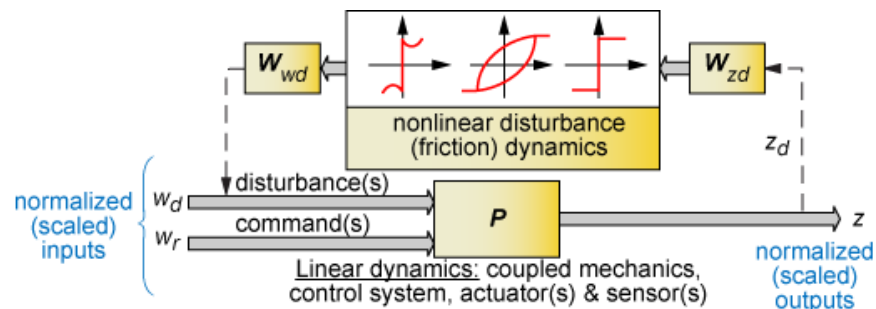 W_wd
W_zd
nonlinear disturbance
(friction) dynamics
z_d
normalized
(scaled)
inputs
w_d
disturbance(s)
w_r
command(s)
P
z
Linear dynamics: coupled mechanics,
control system, actuator(s) & sensor(s)
normalized
(scaled)
outputs